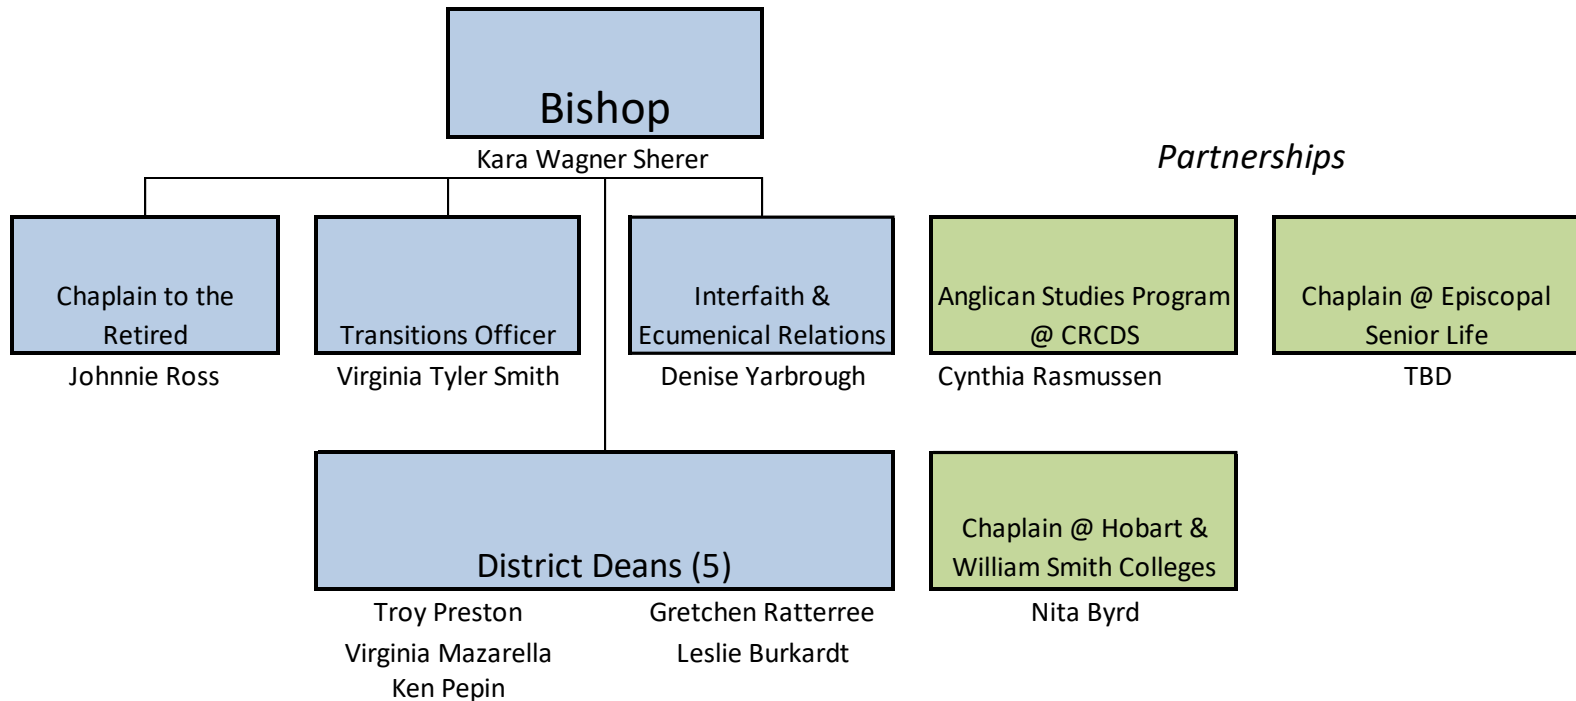 Bishop
Kara Wagner Sherer
Partnerships
Chaplain to the
Retired
Johnnie Ross
Transitions Officer
Virginia Tyler Smith
Interfaith &
Ecumenical Relations
Denise Yarbrough
Anglican Studies Program
@ CRCDS
Cynthia Rasmussen
Chaplain @ Episcopal
Senior Life
TBD
District Deans (5)
Troy Preston
Gretchen Ratterree
Virginia Mazarella
Leslie Burkardt
Ken Pepin
Chaplain @ Hobart &
William Smith Colleges
Nita Byrd